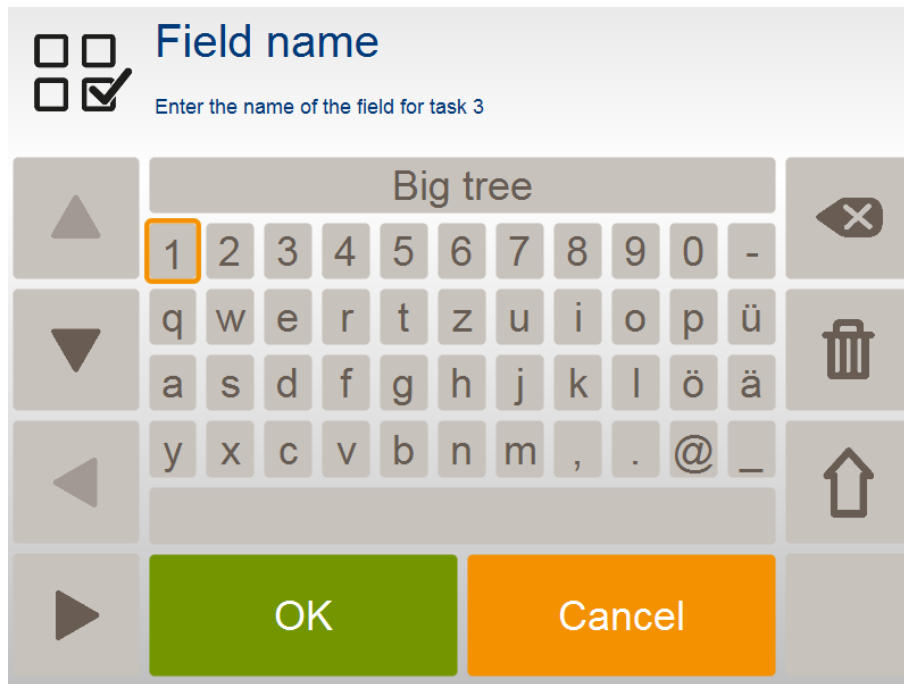 Field name
Enter the name of the field for task 3
Big tree
1 2 3 4 5 6 7 8 9 0 -
q w e r t z u i o p ü
a s d f g h j k l ö ä
y x c v b n m , . @ _
OK Cancel